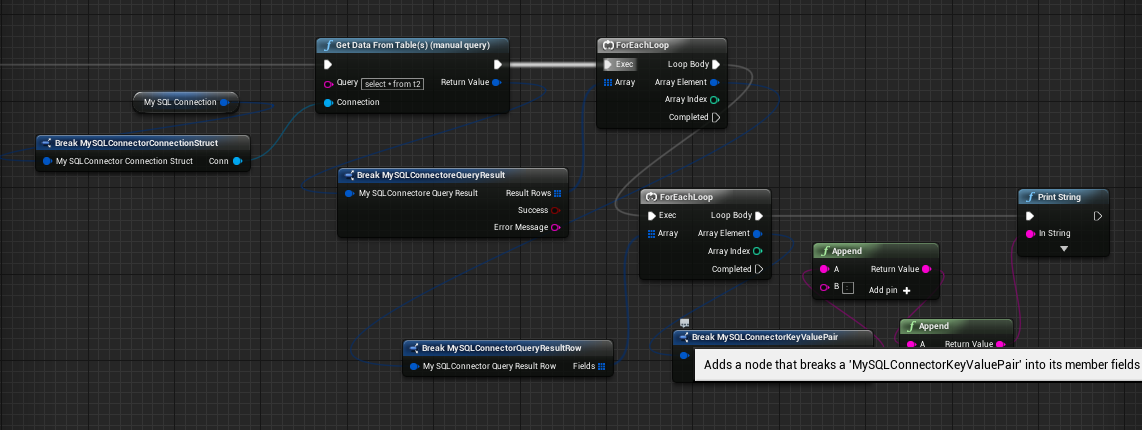 Get Data From Table(s) (manual query)
Query select * from t2 Return Value
Connection
ForEachLoop
Exec Loop Body
Array Array Element
Array Index
Completed
My SQL Connection
Break MySQLConnectorConnectionStruct
My SQLConnector Connection Struct Conn
Break MySQLConnectoreQueryResult
My SQLConnectore Query Result Result Rows
Success
Error Message
ForEachLoop
Exec Loop Body
Array Array Element
Array Index
Completed
Print String
In String
Append
A Return Value
B : Add pin
Append
A Return Value
Break MySQLConnectorQueryResultRow
My SQLConnector Query Result Row Fields
Break MySQLConnectorKeyValuePair
Adds a node that breaks a 'MySQLConnectorKeyValuePair' into its member fields